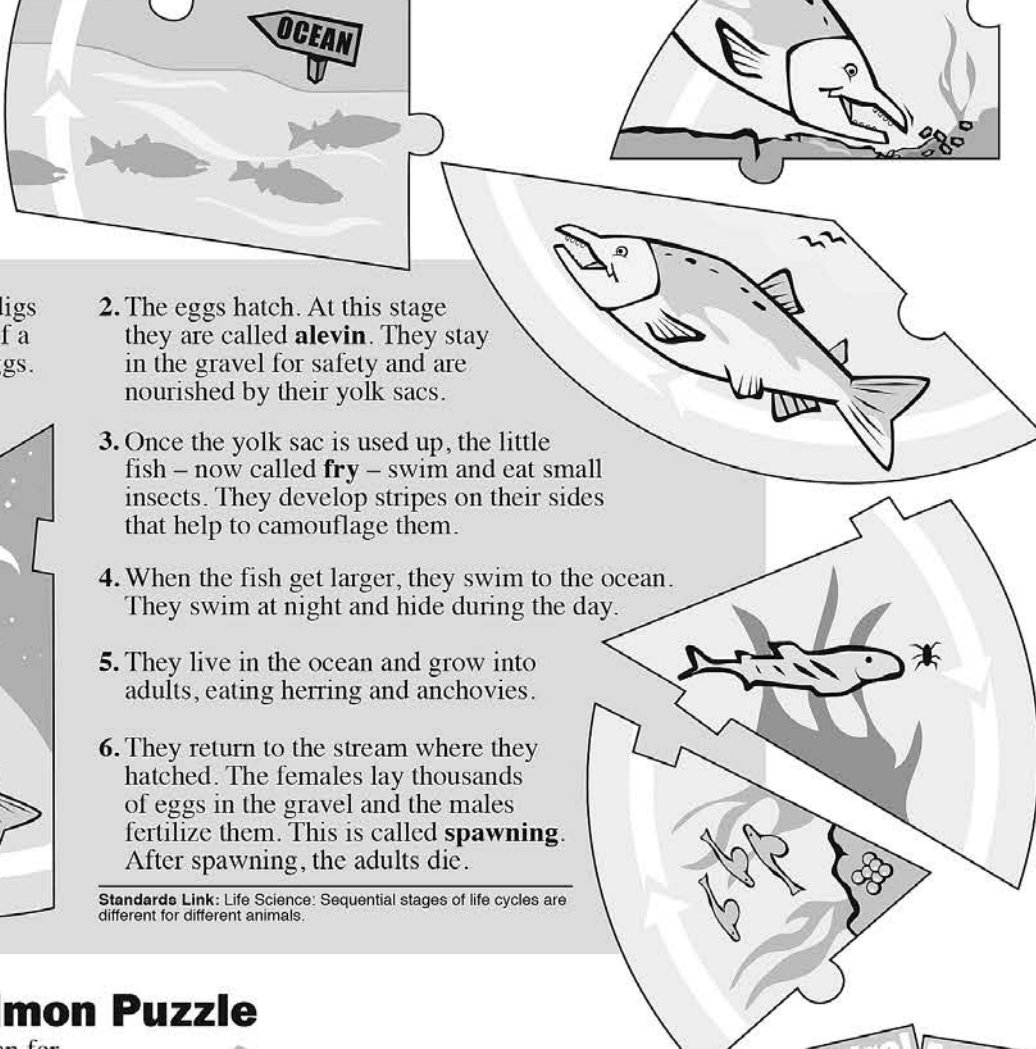 OCEAN
digs
of a
gs.
2. The eggs hatch. At this stage
they are called alevin. They stay
in the gravel for safety and are
nourished by their yolk sacs.
3. Once the yolk sac is used up, the little
fish – now called fry – swim and eat small
insects. They develop stripes on their sides
that help to camouflage them.
4. When the fish get larger, they swim to the ocean.
They swim at night and hide during the day.
5. They live in the ocean and grow into
adults, eating herring and anchovies.
6. They return to the stream where they
hatched. The females lay thousands
of eggs in the gravel and the males
fertilize them. This is called spawning.
After spawning, the adults die.
Standards Link: Life Science: Sequential stages of life cycles are
different for different animals.
lmon Puzzle